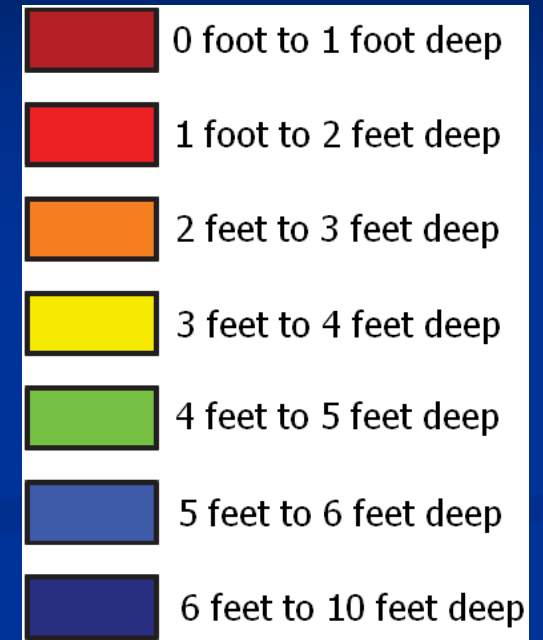 0 foot to 1 foot deep
1 foot to 2 feet deep
2 feet to 3 feet deep
3 feet to 4 feet deep
4 feet to 5 feet deep
5 feet to 6 feet deep
6 feet to 10 feet deep